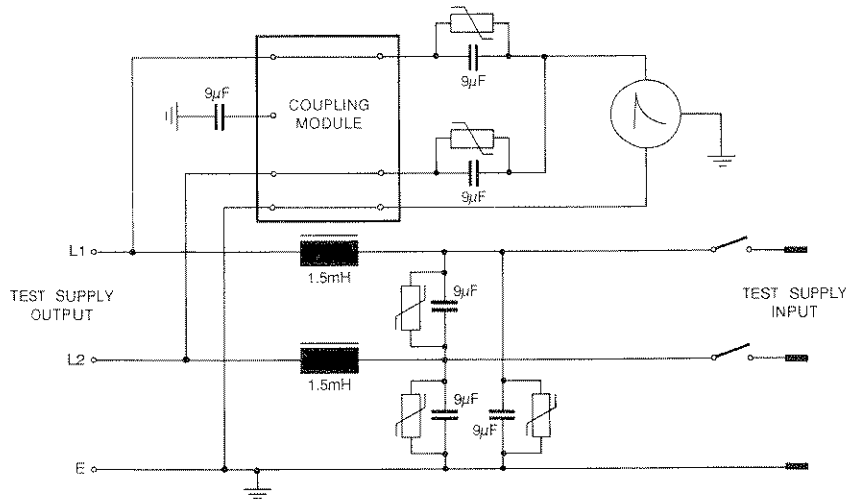 9µF
9µF
COUPLING
MODULE
9µF
L1
1.5mH
9µF
TEST SUPPLY
OUTPUT
TEST SUPPLY
INPUT
L2
1.5mH
9µF
9µF
E